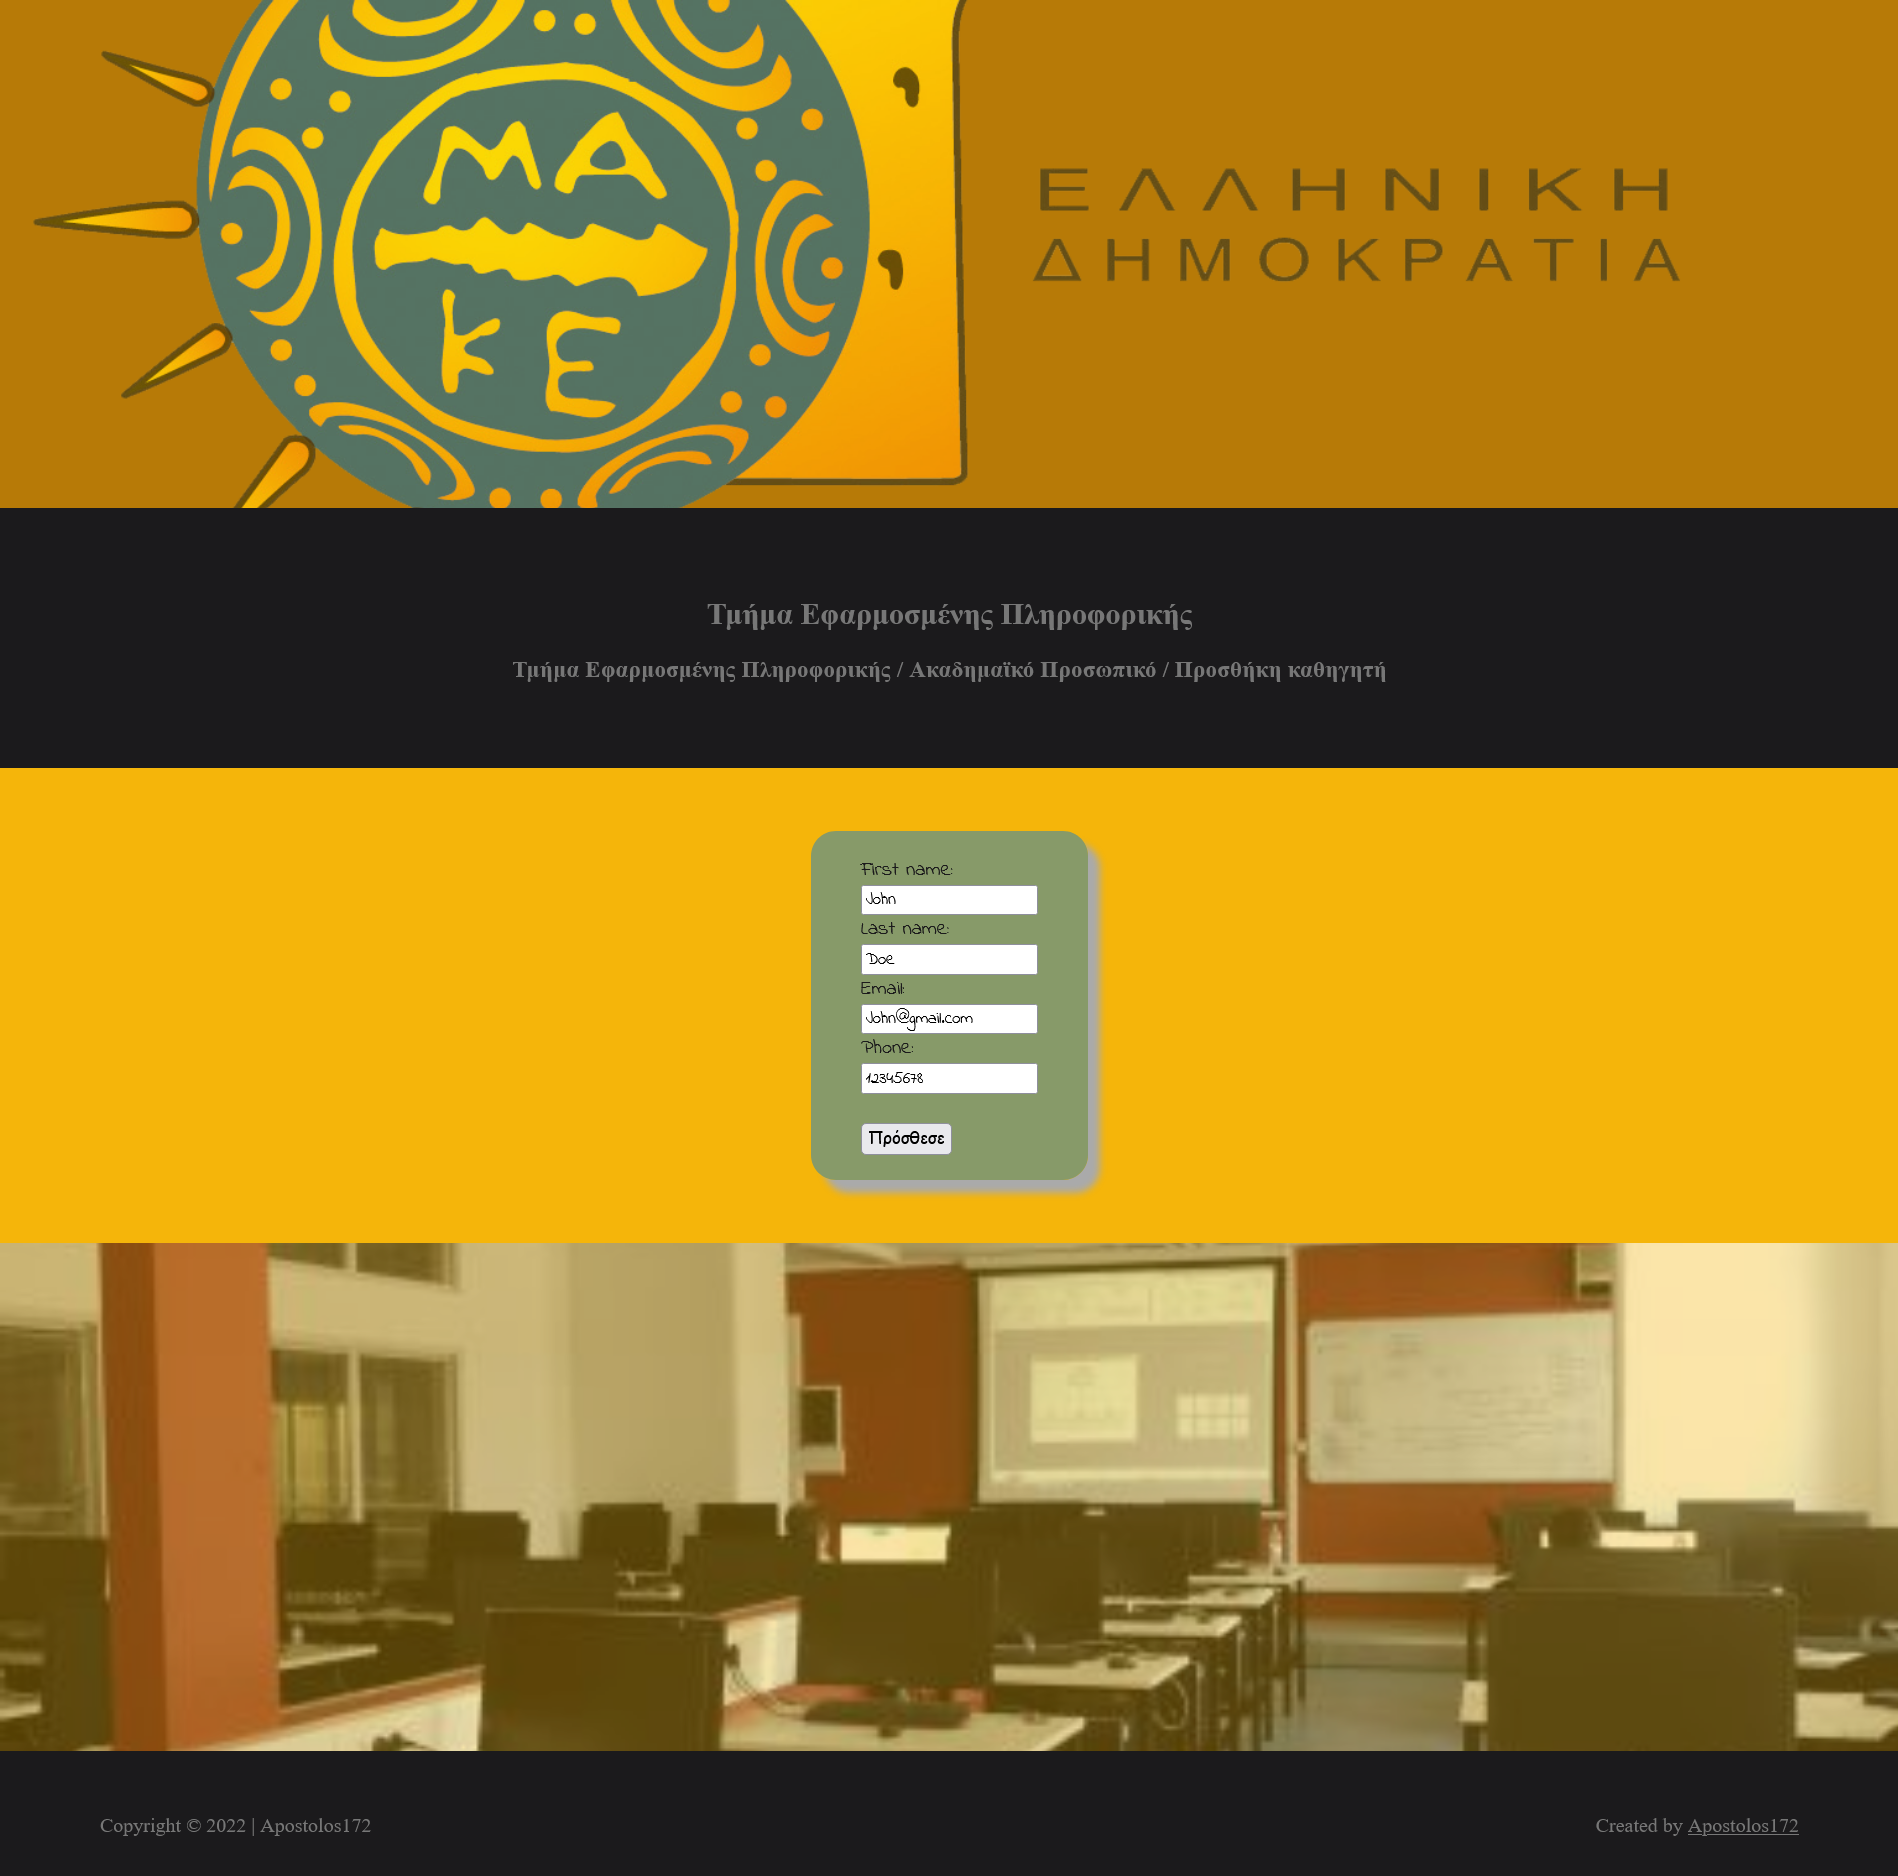 ΜΑ
ΚΕ
ΕΛΛΗΝΙΚΗ
ΔΗΜΟΚΡΑΤΙΑ
Τμήμα Εφαρμοσμένης Πληροφορικής
Τμήμα Εφαρμοσμένης Πληροφορικής / Ακαδημαϊκό Προσωπικό / Προσθήκη καθηγητή
First name:
John
Last name:
Doe
Email:
John@gmail.com
Phone:
12345678
Πρόσθεσε
Copyright © 2022 | Apostolos172
Created by Apostolos172